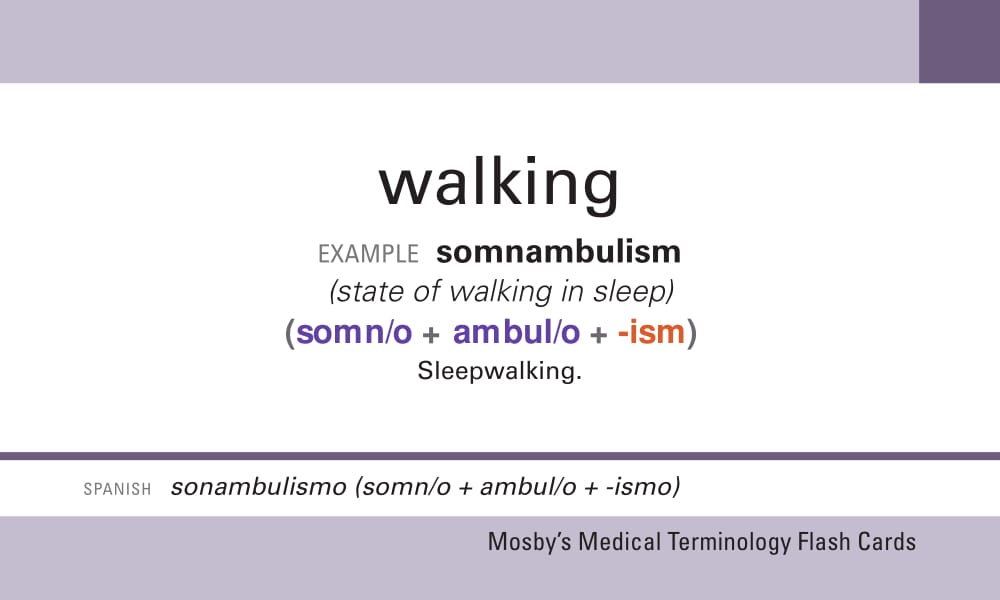 walking
EXAMPLE somnambulism
(state of walking in sleep)
(somn/o + ambul/o + -ism)
Sleepwalking.
SPANISH sonambulismo (somn/o + ambul/o + -ismo)
Mosby's Medical Terminology Flash Cards